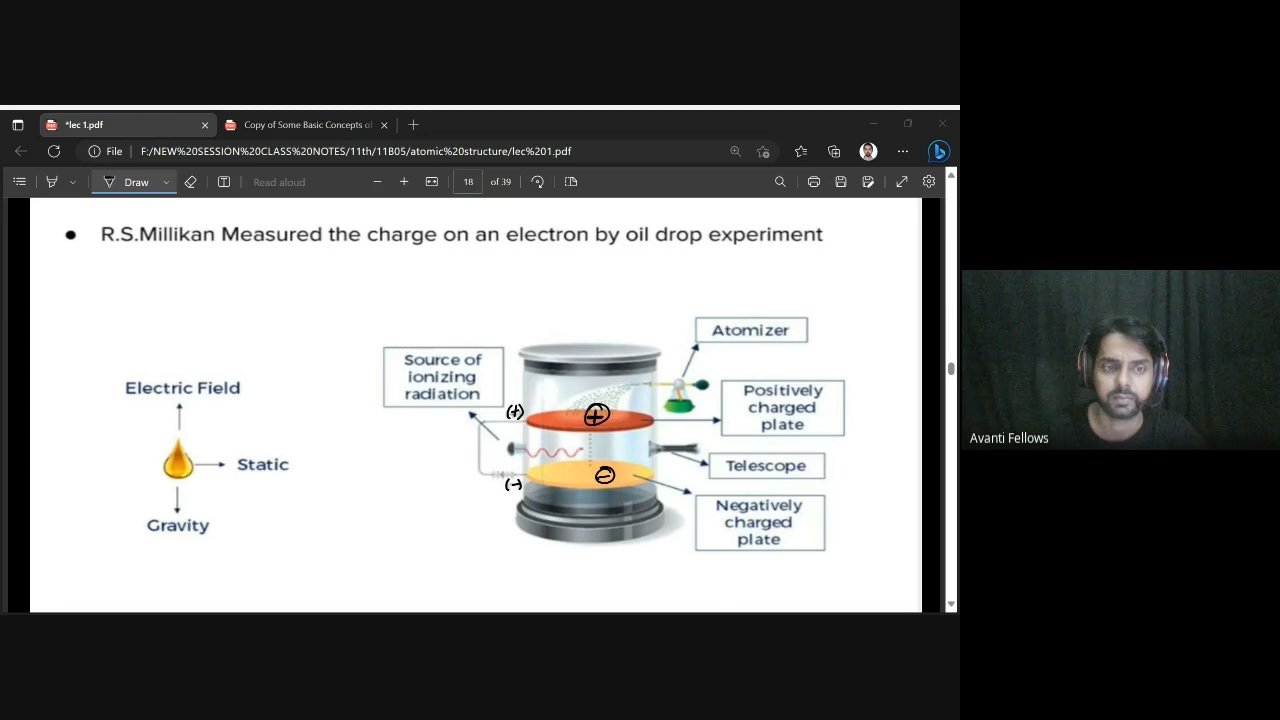 *lec 1.pdf
Copy of Some Basic Concepts of
File
F:/NEW%20SESSION%20CLASS%20NOTES/11th/11B05/atomic%20structure/lec%201.pdf
Draw
Read aloud
18
of 39
R.S.Millikan Measured the charge on an electron by oil drop experiment
Atomizer
Source of
ionizing
radiation
Electric Field
Positively
charged
plate
(+)
+
Static
Telescope
(-)
-
Negatively
charged
plate
Gravity
Avanti Fellows